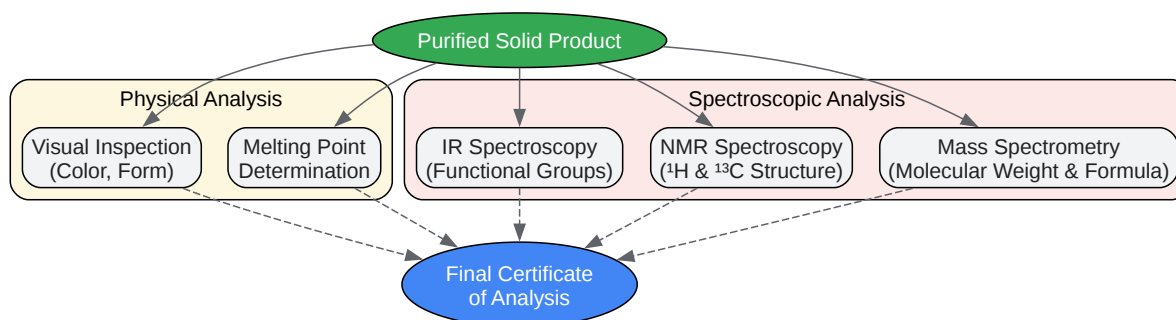 Purified Solid Product
Physical Analysis
Spectroscopic Analysis
Visual Inspection
(Color, Form)
Melting Point
Determination
IR Spectroscopy
(Functional Groups)
NMR Spectroscopy
(¹H & ¹³C Structure)
Mass Spectrometry
(Molecular Weight & Formula)
Final Certificate
of Analysis